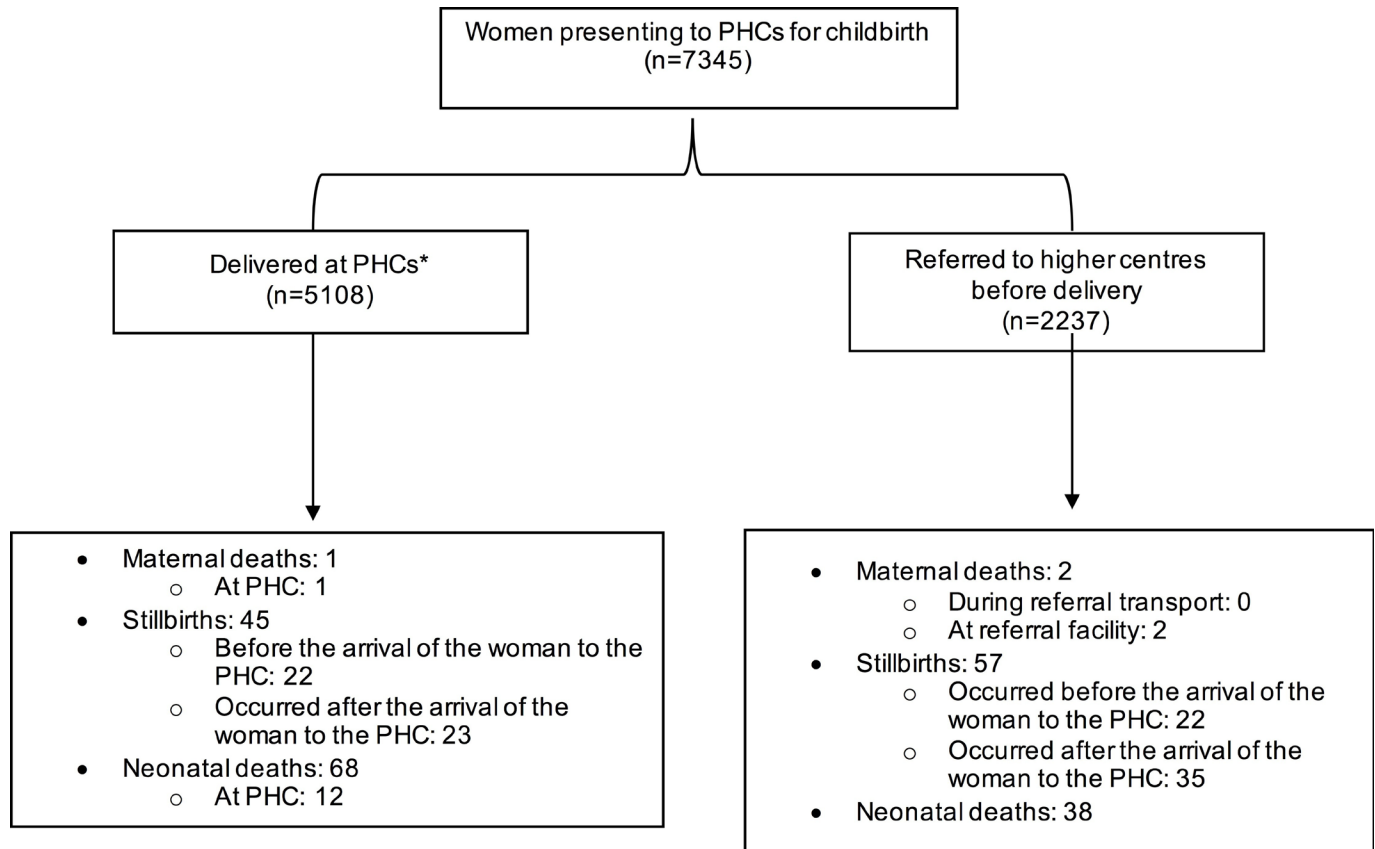 Women presenting to PHCs for childbirth
(n=7345)
Delivered at PHCs*
(n=5108)
Referred to higher centres
before delivery
(n=2237)
• Maternal deaths: 1
o At PHC: 1
• Stillbirths: 45
o Before the arrival of the woman to the
PHC: 22
o Occurred after the arrival of the
woman to the PHC: 23
• Neonatal deaths: 68
o At PHC: 12
• Maternal deaths: 2
o During referral transport: 0
o At referral facility: 2
• Stillbirths: 57
o Occurred before the arrival of the
woman to the PHC: 22
o Occurred after the arrival of the
woman to the PHC: 35
• Neonatal deaths: 38